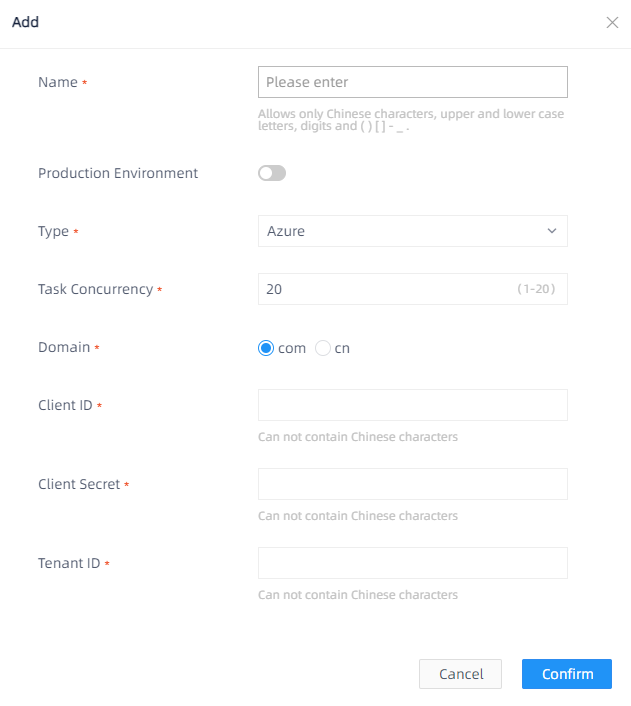 Add
Name *
Please enter
Allows only Chinese characters, upper and lower case
letters, digits and ( ) [ ] - _ .
Production Environment
Type *
Azure
Task Concurrency *
20 (1-20)
Domain *
com cn
Client ID *
Can not contain Chinese characters
Client Secret *
Can not contain Chinese characters
Tenant ID *
Can not contain Chinese characters
Cancel Confirm